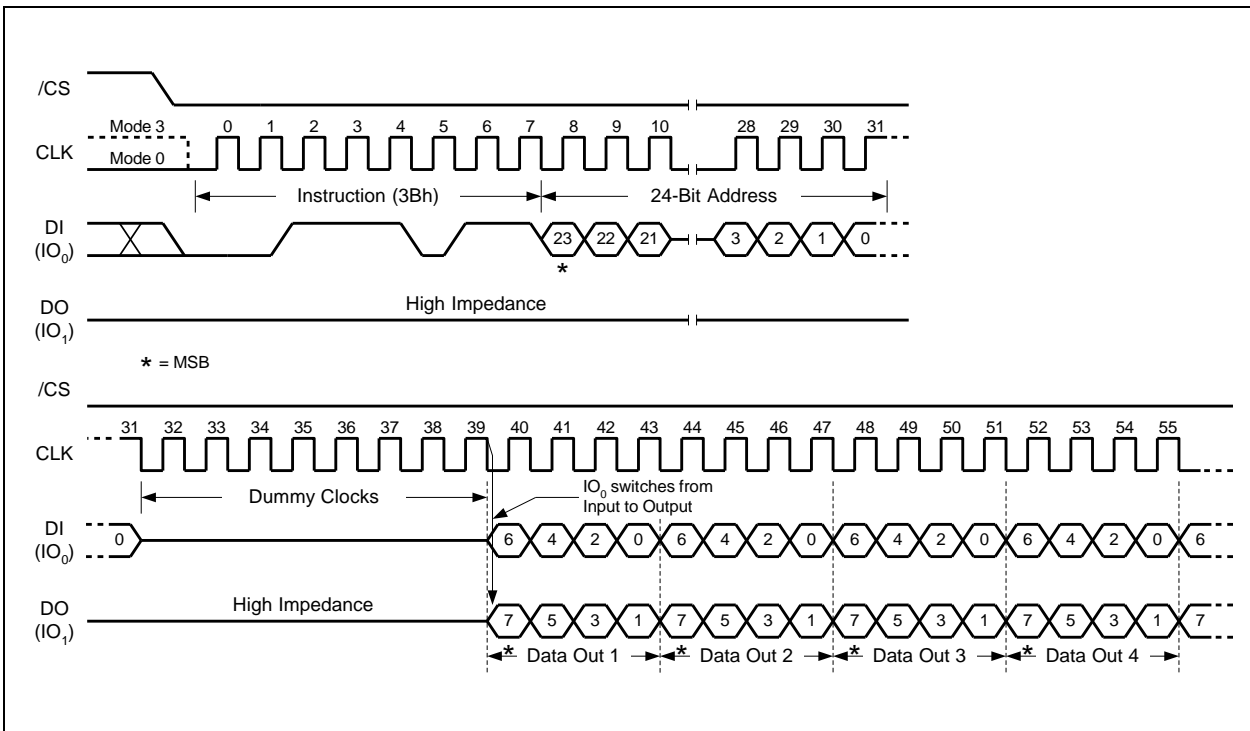 /CS
Mode 3 0 1 2 3 4 5 6 7 8 9 10 28 29 30 31
CLK
Mode 0
Instruction (3Bh) 24-Bit Address
DI
(IO0) 23 22 21 3 2 1 0
*
High Impedance
DO
(IO1)
* = MSB
/CS
31 32 33 34 35 36 37 38 39 40 41 42 43 44 45 46 47 48 49 50 51 52 53 54 55
CLK
Dummy Clocks
IO0 switches from
Input to Output
DI
(IO0) 0 6 4 2 0 6 4 2 0 6 4 2 0 6 4 2 0 6
High Impedance
DO
(IO1) 7 5 3 1 7 5 3 1 7 5 3 1 7 5 3 1 7
* Data Out 1 * Data Out 2 * Data Out 3 * Data Out 4